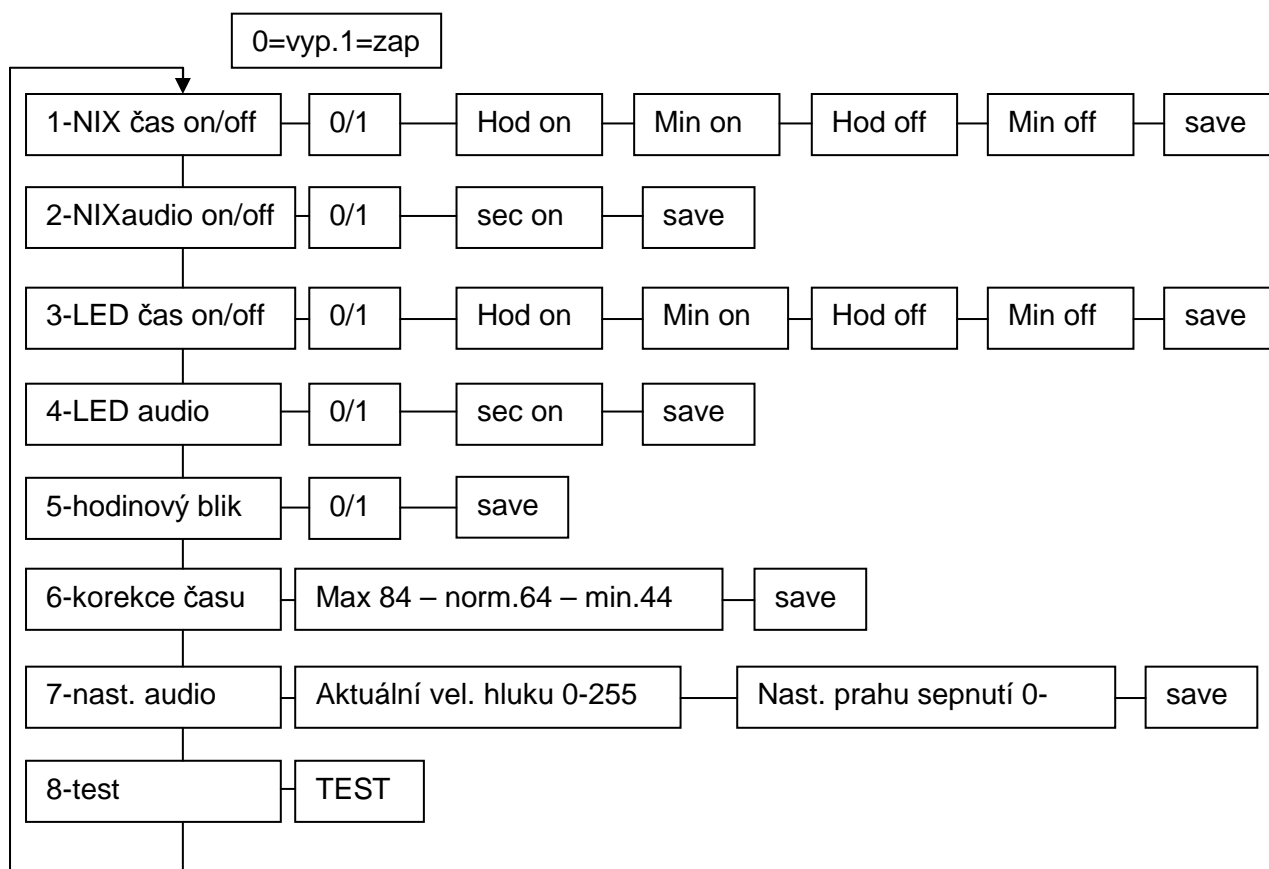 0=vyp.1=zap
1-NIX čas on/off 0/1 Hod on Min on Hod off Min off save
2-NIXaudio on/off 0/1 sec on save
3-LED čas on/off 0/1 Hod on Min on Hod off Min off save
4-LED audio 0/1 sec on save
5-hodinový blik 0/1 save
6-korekce času Max 84 – norm.64 – min.44 save
7-nast. audio Aktuální vel. hluku 0-255 Nast. prahu sepnutí 0- save
8-test TEST